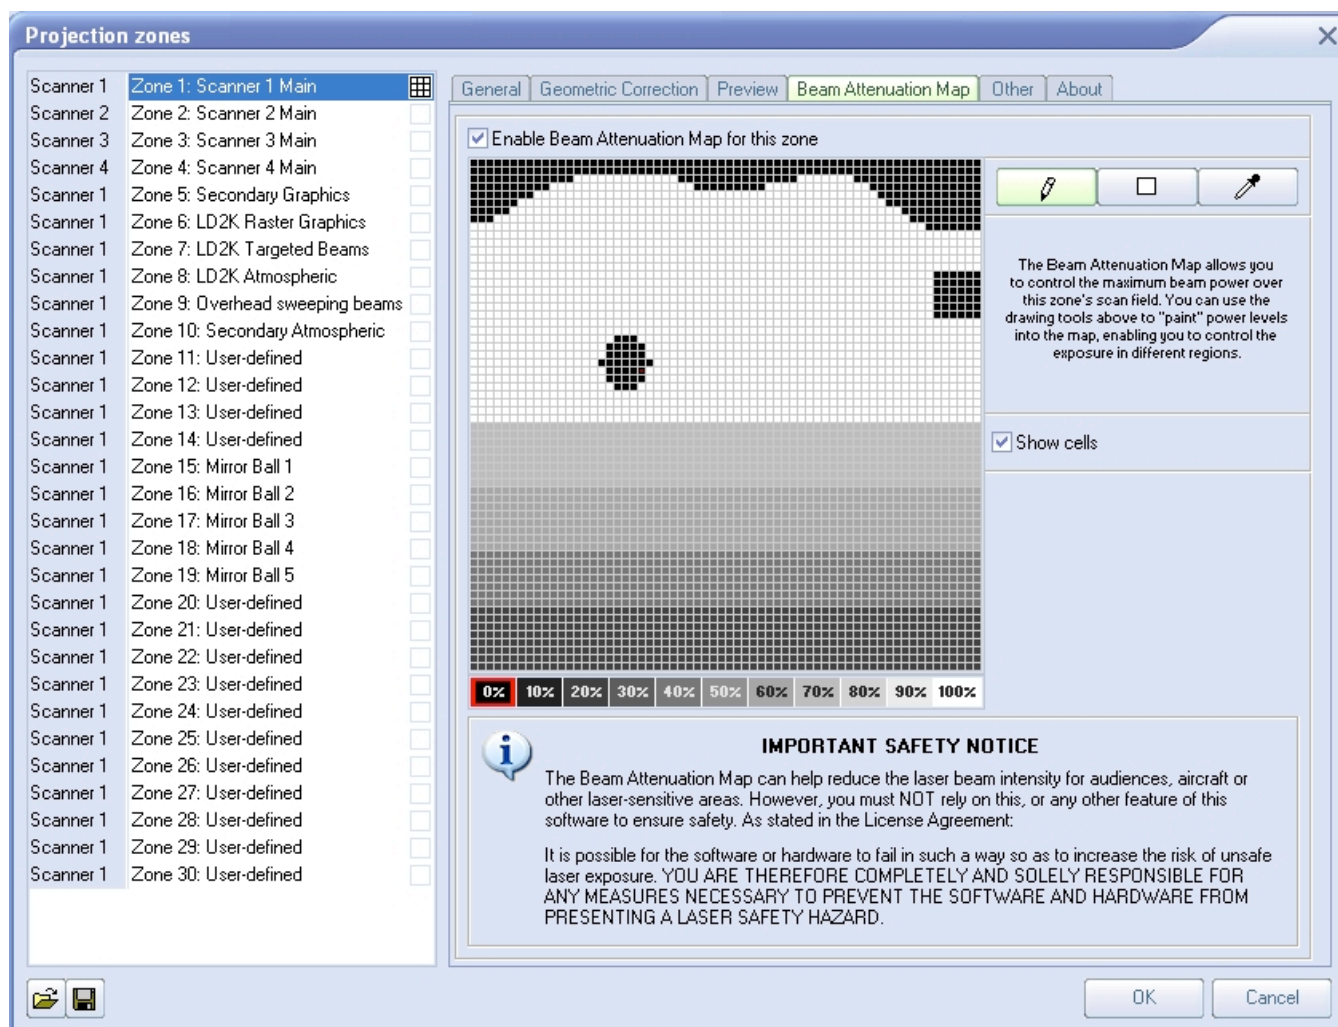 Projection zones
Scanner 1 Zone 1: Scanner 1 Main
Scanner 2 Zone 2: Scanner 2 Main
Scanner 3 Zone 3: Scanner 3 Main
Scanner 4 Zone 4: Scanner 4 Main
Scanner 1 Zone 5: Secondary Graphics
Scanner 1 Zone 6: LD2K Raster Graphics
Scanner 1 Zone 7: LD2K Targeted Beams
Scanner 1 Zone 8: LD2K Atmospheric
Scanner 1 Zone 9: Overhead sweeping beams
Scanner 1 Zone 10: Secondary Atmospheric
Scanner 1 Zone 11: User-defined
Scanner 1 Zone 12: User-defined
Scanner 1 Zone 13: User-defined
Scanner 1 Zone 14: User-defined
Scanner 1 Zone 15: Mirror Ball 1
Scanner 1 Zone 16: Mirror Ball 2
Scanner 1 Zone 17: Mirror Ball 3
Scanner 1 Zone 18: Mirror Ball 4
Scanner 1 Zone 19: Mirror Ball 5
Scanner 1 Zone 20: User-defined
Scanner 1 Zone 21: User-defined
Scanner 1 Zone 22: User-defined
Scanner 1 Zone 23: User-defined
Scanner 1 Zone 24: User-defined
Scanner 1 Zone 25: User-defined
Scanner 1 Zone 26: User-defined
Scanner 1 Zone 27: User-defined
Scanner 1 Zone 28: User-defined
Scanner 1 Zone 29: User-defined
Scanner 1 Zone 30: User-defined
General Geometric Correction Preview Beam Attenuation Map Other About
Enable Beam Attenuation Map for this zone
The Beam Attenuation Map allows you
to control the maximum beam power over
this zone's scan field. You can use the
drawing tools above to "paint" power levels
into the map, enabling you to control the
exposure in different regions.
Show cells
0% 10% 20% 30% 40% 50% 60% 70% 80% 90% 100%
IMPORTANT SAFETY NOTICE
The Beam Attenuation Map can help reduce the laser beam intensity for audiences, aircraft or
other laser-sensitive areas. However, you must NOT rely on this, or any other feature of this
software to ensure safety. As stated in the License Agreement:
It is possible for the software or hardware to fail in such a way so as to increase the risk of unsafe
laser exposure. YOU ARE THEREFORE COMPLETELY AND SOLELY RESPONSIBLE FOR
ANY MEASURES NECESSARY TO PREVENT THE SOFTWARE AND HARDWARE FROM
PRESENTING A LASER SAFETY HAZARD.
OK Cancel